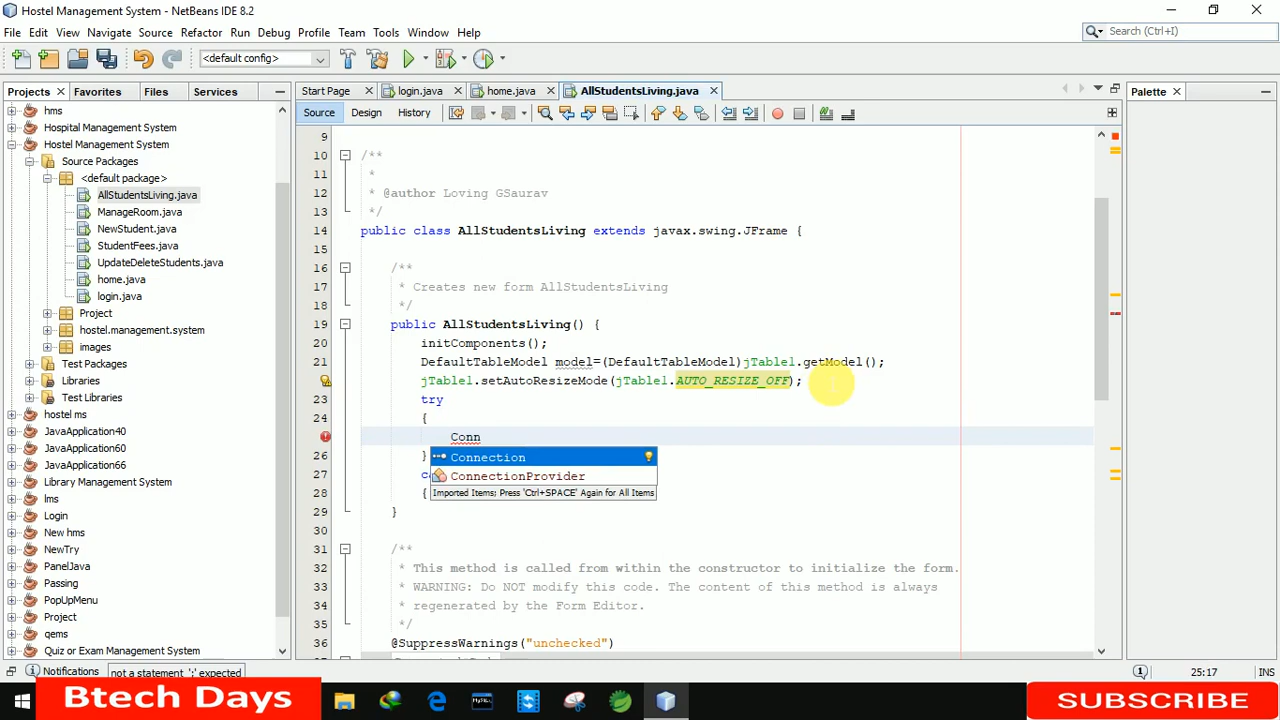 Hostel Management System - NetBeans IDE 8.2
File Edit View Navigate Source Refactor Run Debug Profile Team Tools Window Help
Search (Ctrl+I)
<default config>
Projects Favorites Files Services
Start Page login.java home.java AllStudentsLiving.java
Palette
Source Design History
hms
Hospital Management System
Hostel Management System
Source Packages
<default package>
AllStudentsLiving.java
ManageRoom.java
NewStudent.java
StudentFees.java
UpdateDeleteStudents.java
home.java
login.java
Project
hostel.management.system
images
Test Packages
Libraries
Test Libraries
hostel ms
JavaApplication40
JavaApplication60
JavaApplication66
Library Management System
lms
Login
New hms
NewTry
PanelJava
Passing
PopUpMenu
Project
qems
Quiz or Exam Management System
9
10 /**
11 *
12 * @author Loving GSaurav
13 */
14 public class AllStudentsLiving extends javax.swing.JFrame {
15
16 /**
17 * Creates new form AllStudentsLiving
18 */
19 public AllStudentsLiving() {
20 initComponents();
21 DefaultTableModel model=(DefaultTableModel)jTable1.getModel();
jTable1.setAutoResizeMode(jTable1.AUTO_RESIZE_OFF);
23 try
24 {
Conn
26 }
Connection
ConnectionProvider
Imported Items; Press 'Ctrl+SPACE' Again for All Items
27
28 {
29 }
30
31 /**
32 * This method is called from within the constructor to initialize the form.
33 * WARNING: Do NOT modify this code. The content of this method is always
34 * regenerated by the Form Editor.
35 */
36 @SuppressWarnings("unchecked")
Notifications not a statement ';' expected
25:17 INS
Btech Days
SUBSCRIBE